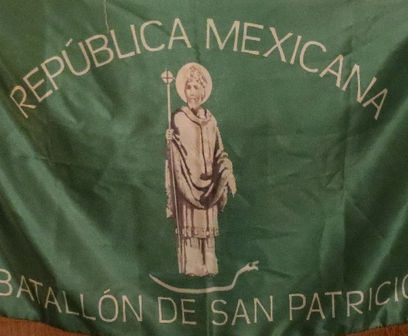 REPÚBLICA MEXICANA
BATALLÓN DE SAN PATRICIO